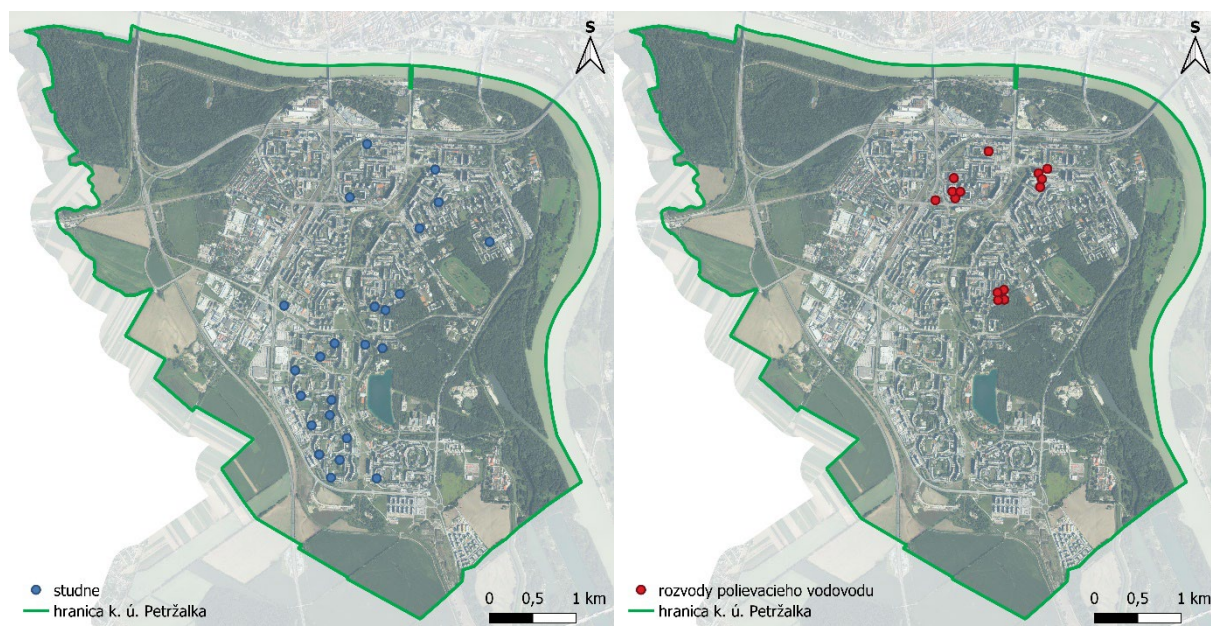 S
studne
hranica k. ú. Petržalka
0 0,5 1 km
S
rozvody polievacieho vodovodu
hranica k. ú. Petržalka
0 0,5 1 km